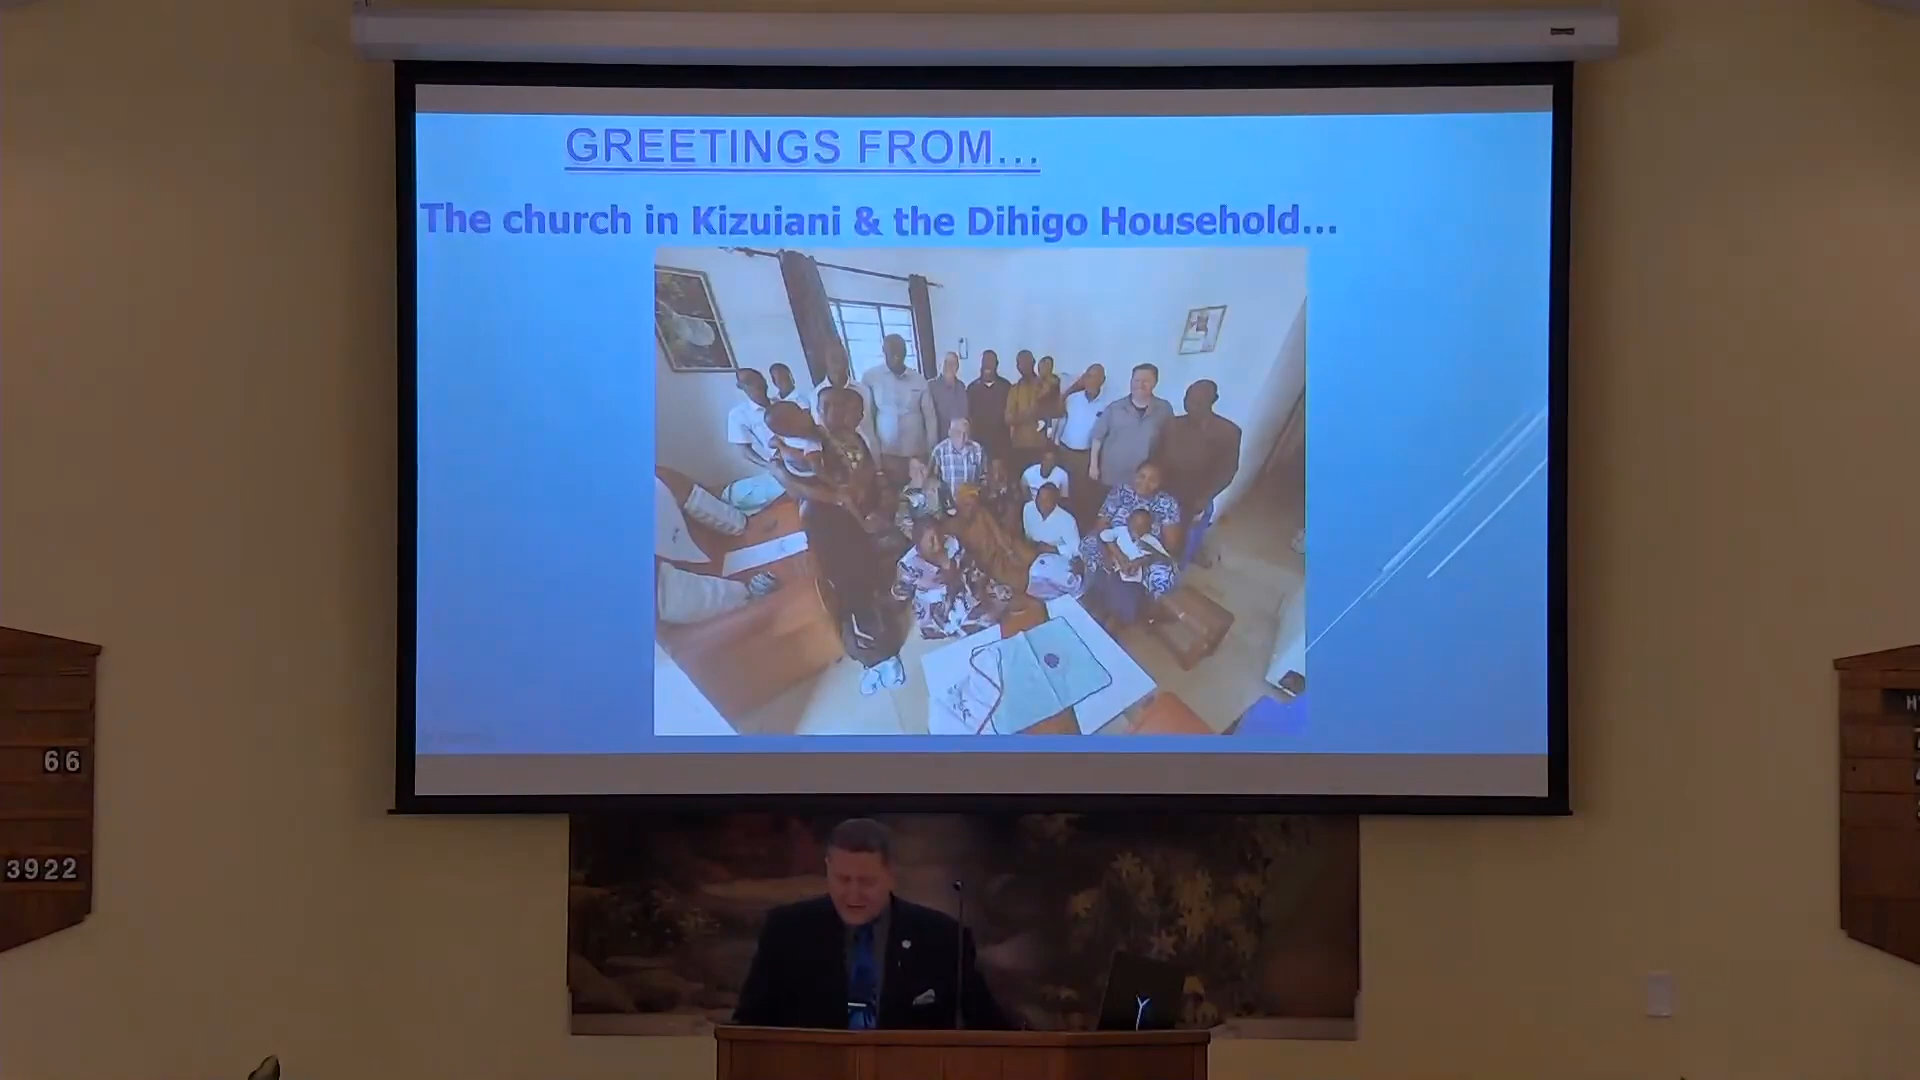 GREETINGS FROM...
The church in Kizuiani & the Dihigo Household...
66
3922
H